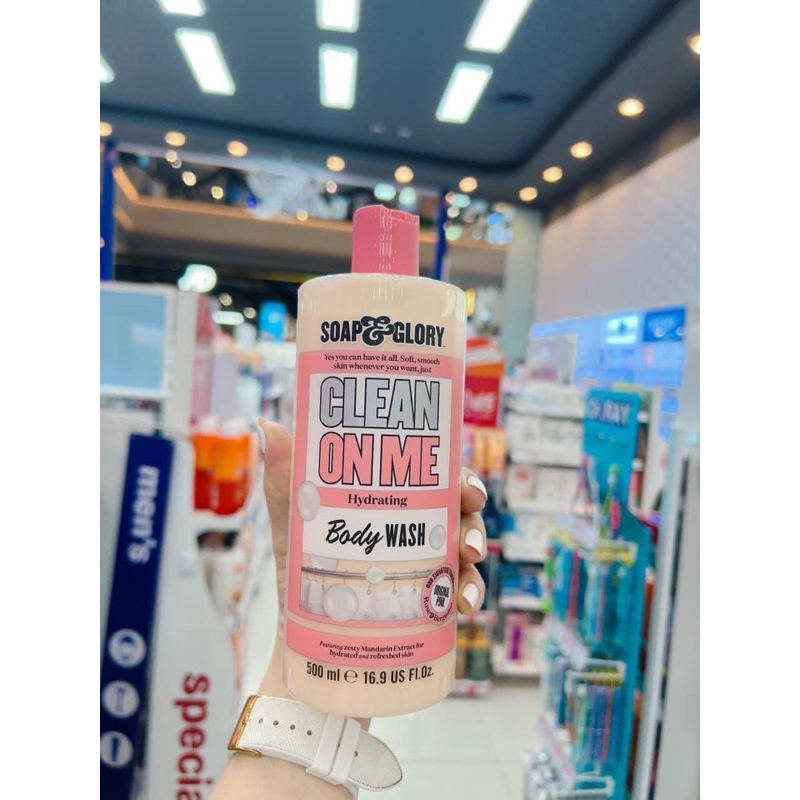 SOAP&GLORY
Yes you can have it all. Soft, smooth
skin whenever you want, just
CLEAN
ON ME
Hydrating
Body WASH
ORIGINAL
PINK
Featuring zesty Mandarin Extract for
hydrated and refreshed skin
500 ml ℮ 16.9 US Fl.Oz.
men's
specia